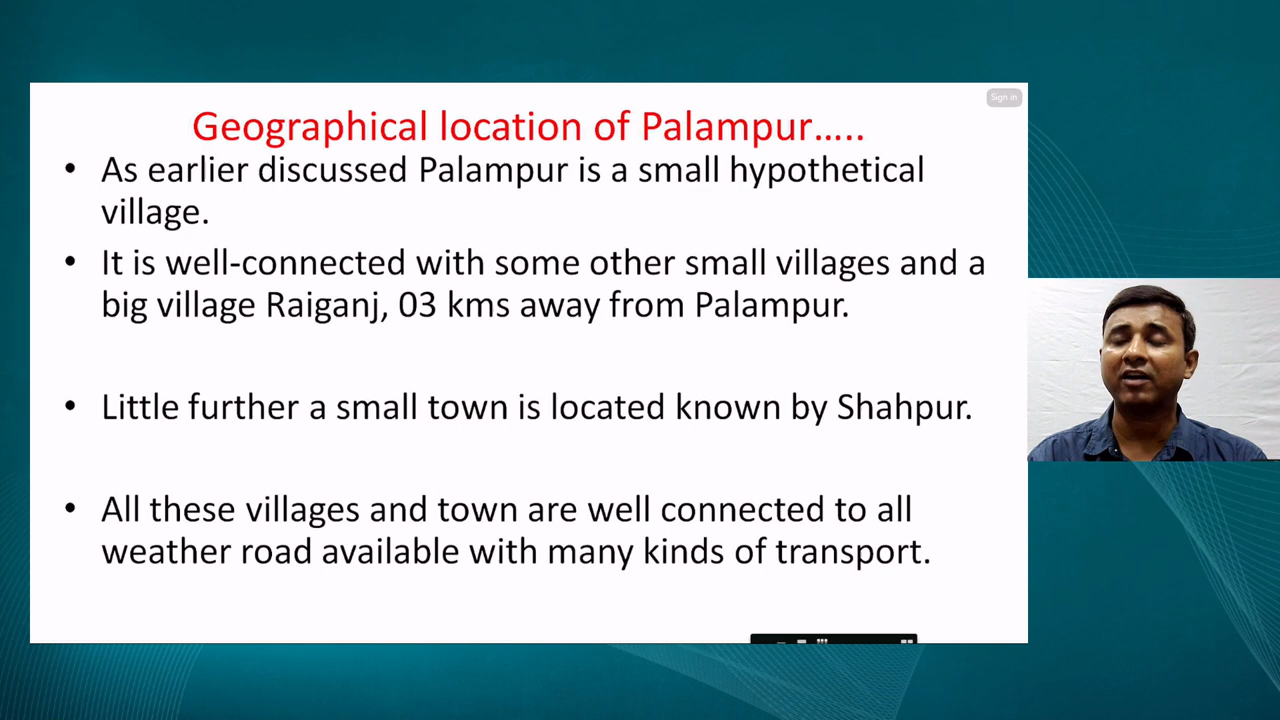 Sign in
Geographical location of Palampur.....
• As earlier discussed Palampur is a small hypothetical
village.
• It is well-connected with some other small villages and a
big village Raiganj, 03 kms away from Palampur.
• Little further a small town is located known by Shahpur.
• All these villages and town are well connected to all
weather road available with many kinds of transport.